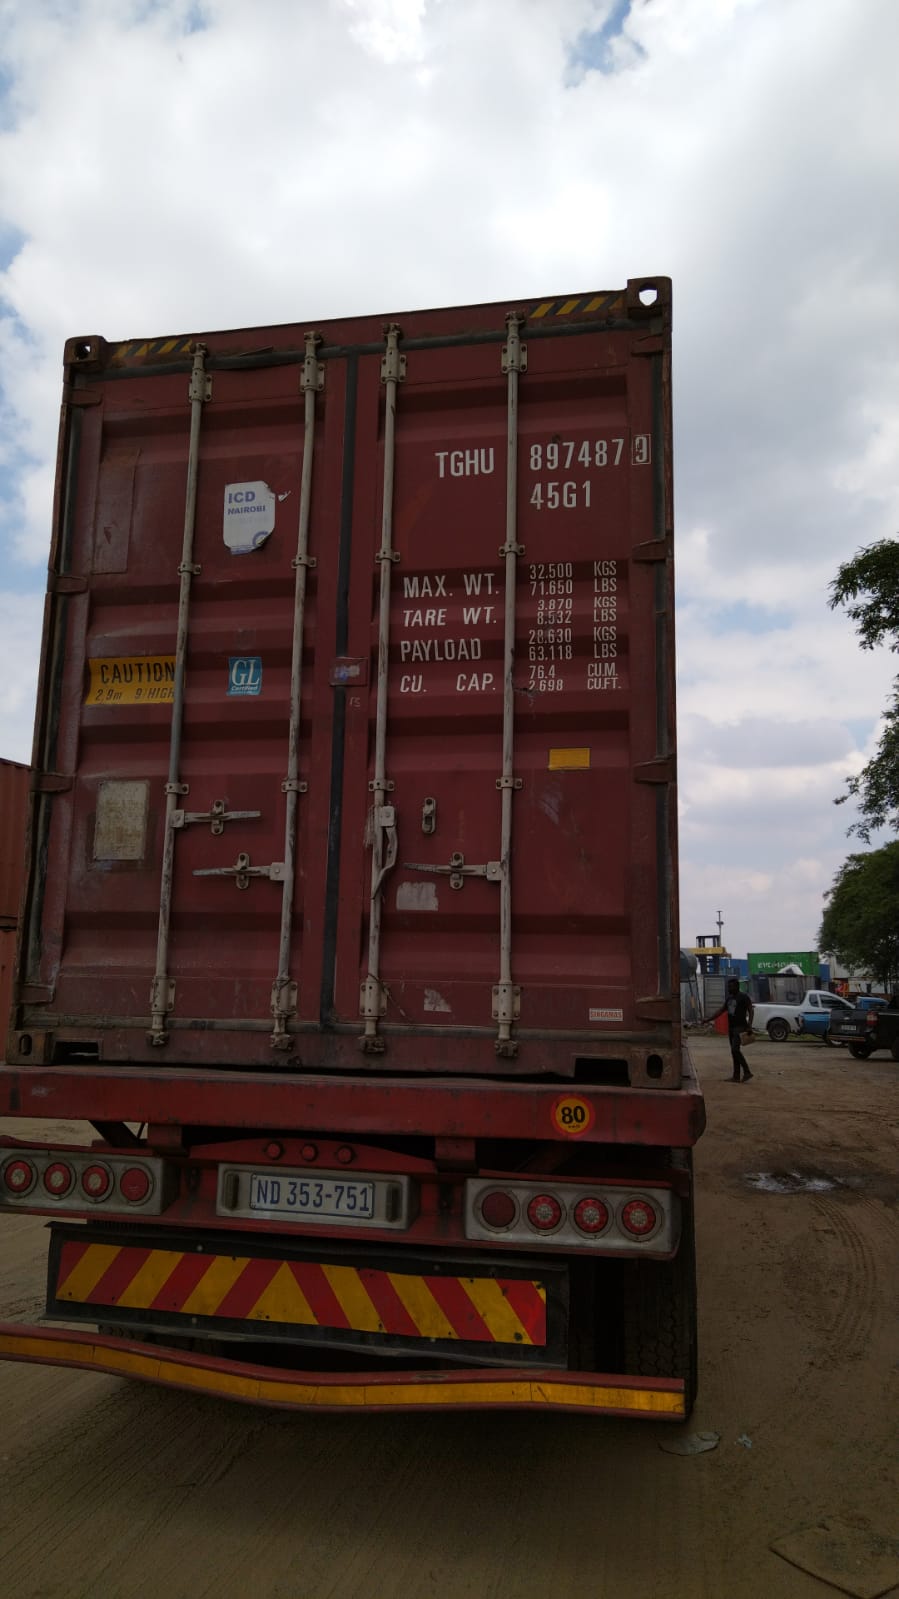 TGHU 897487 9
45G1
ICD
NAIROBI
MAX. WT. 32.500 KGS
71.650 LBS
TARE WT. 3.870 KGS
8.532 LBS
PAYLOAD 28.630 KGS
63.118 LBS
CU. CAP. 76.4 CU.M.
2.698 CU.FT.
CAUTION
2,9m 9'/HIGH
GL
Certified
SINGAMAS
80
ND 353-751